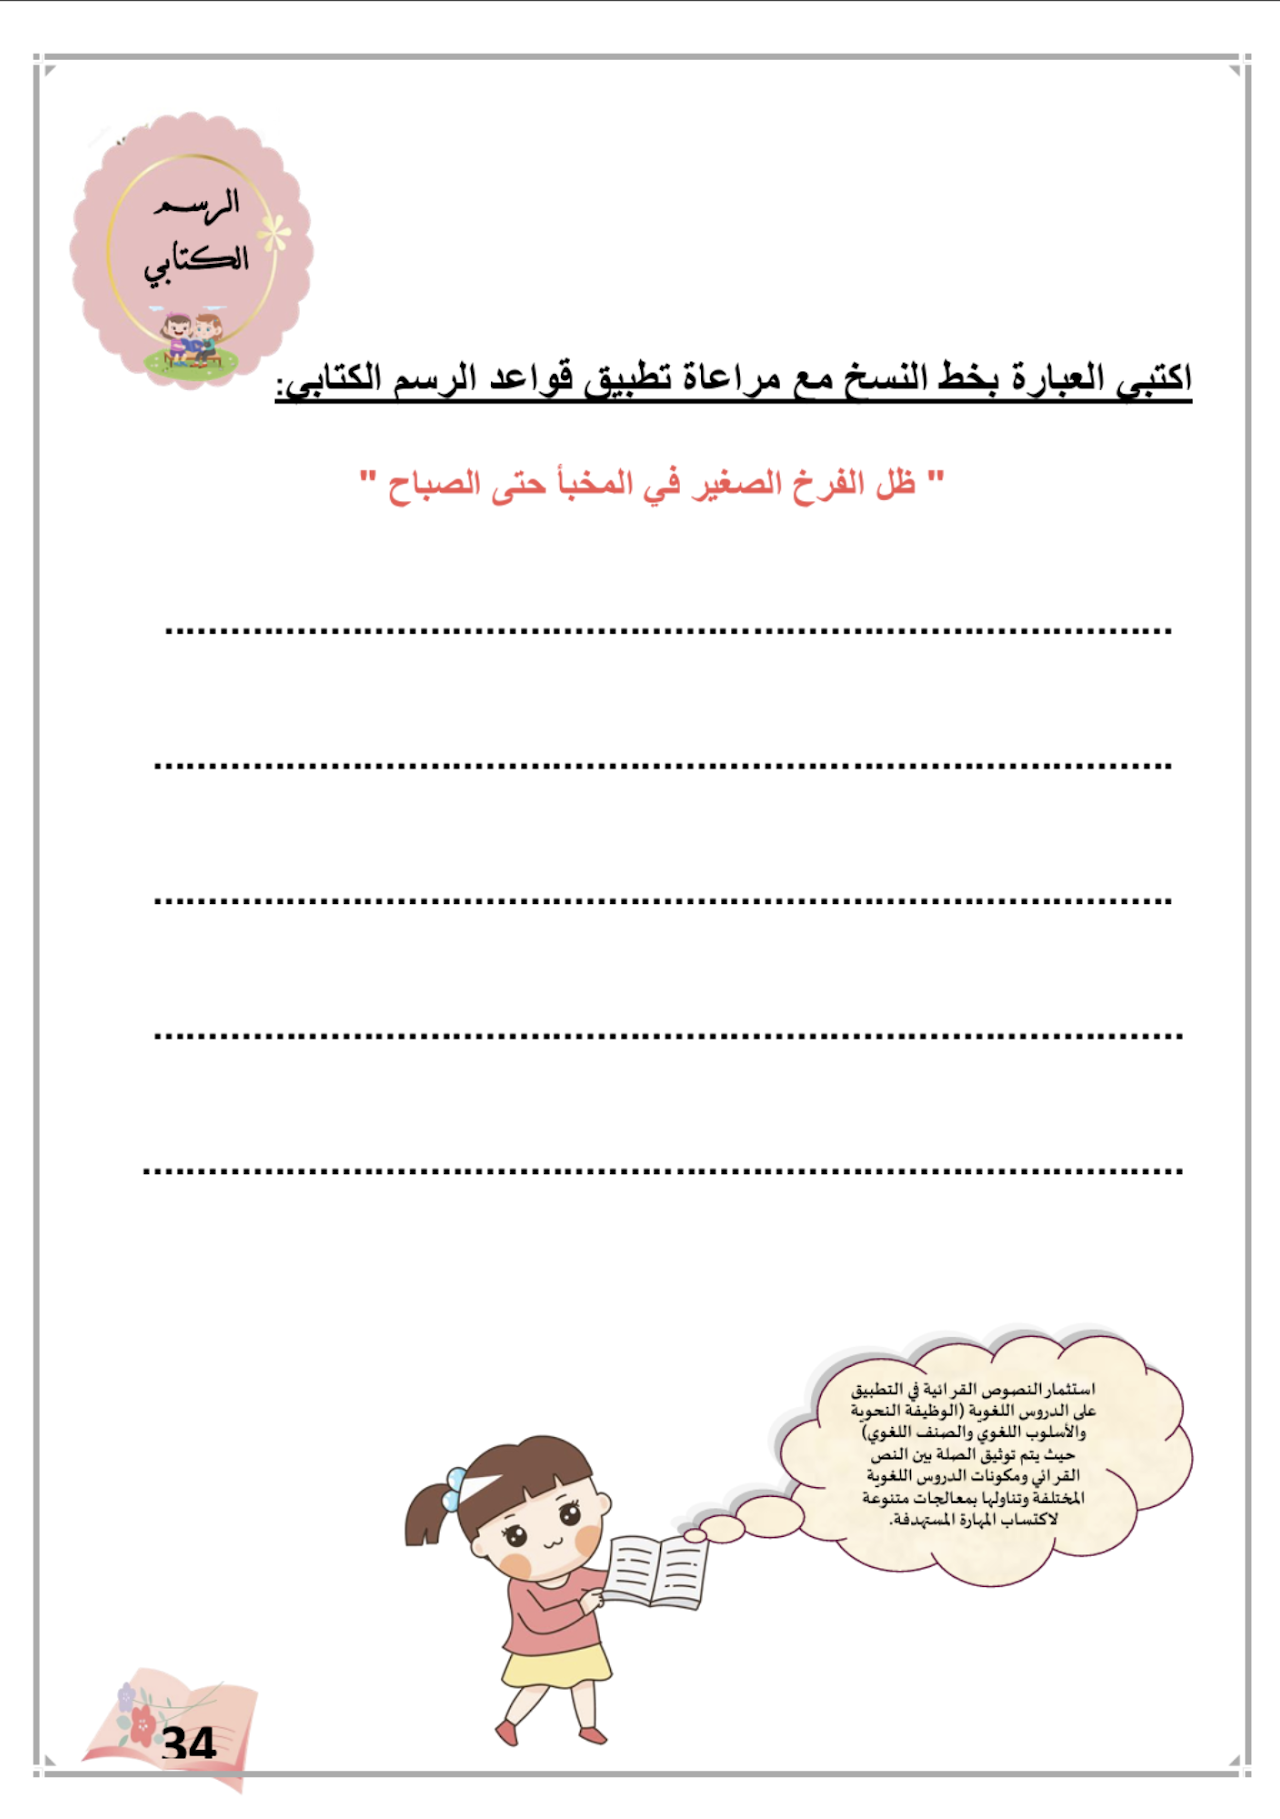 الرسم
الكتابي
اكتبي العبارة بخط النسخ مع مراعاة تطبيق قواعد الرسم الكتابي:
" ظل الفرخ الصغير في المخبأ حتى الصباح "
استثمار النصوص القرائية في التطبيق
على الدروس اللغوية (الوظيفة النحوية
والأسلوب اللغوي والصنف اللغوي)
حيث يتم توثيق الصلة بين النص
القرائي ومكونات الدروس اللغوية
المختلفة وتناولها بمعالجات متنوعة
لاكتساب المهارة المستهدفة.
34